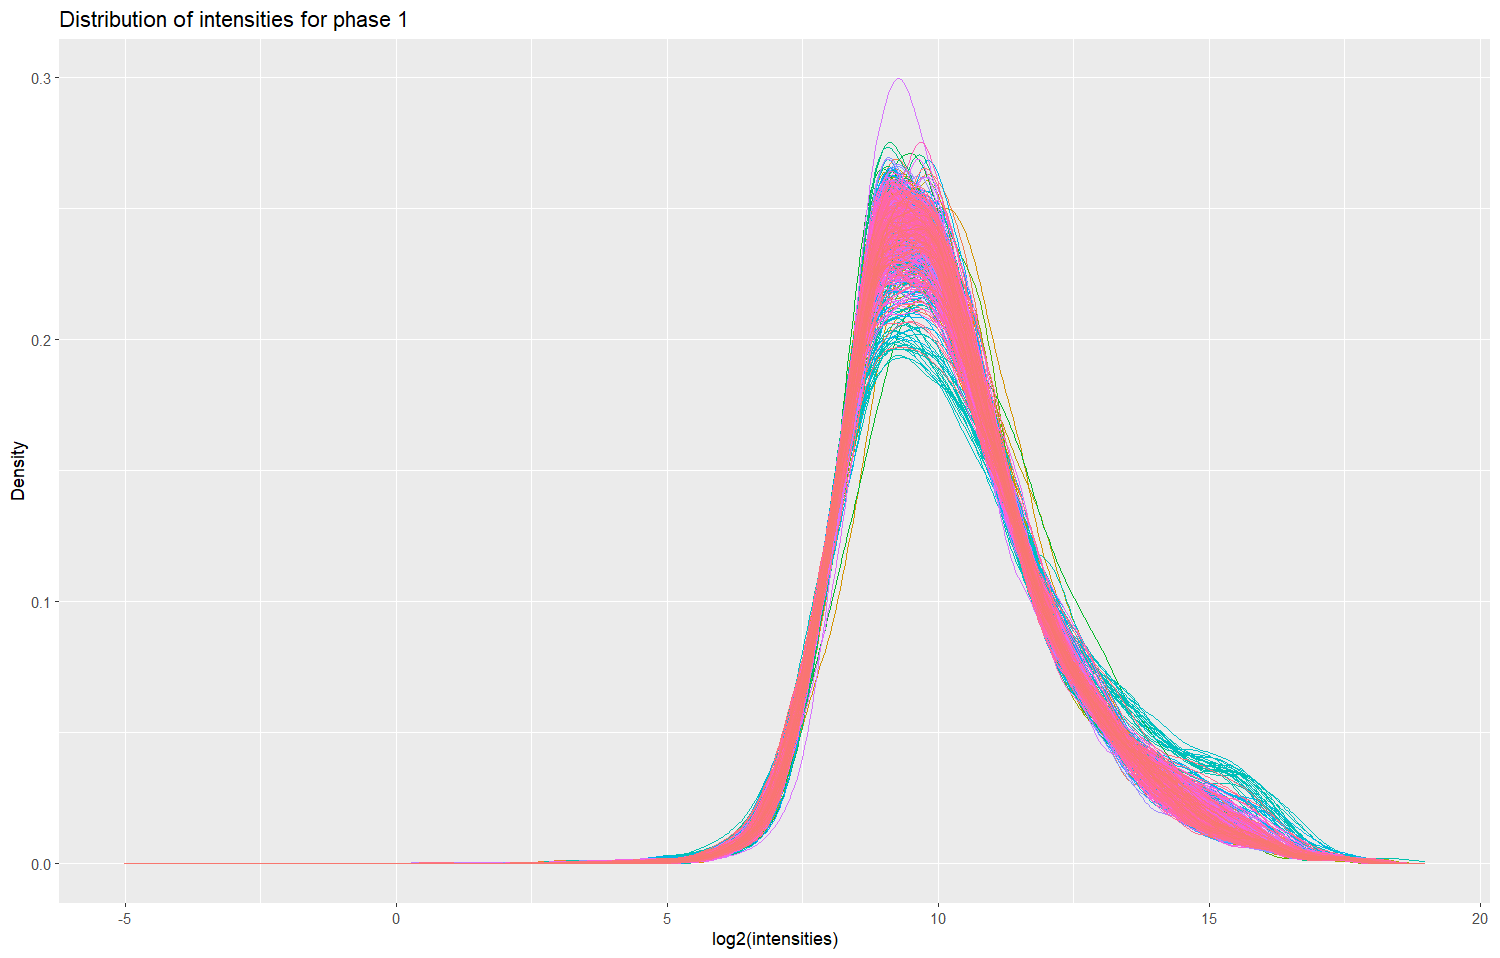 Distribution of intensities for phase 1
0.3
0.2
Density
0.1
0.0
-5 0 5 10 15 20
log2(intensities)